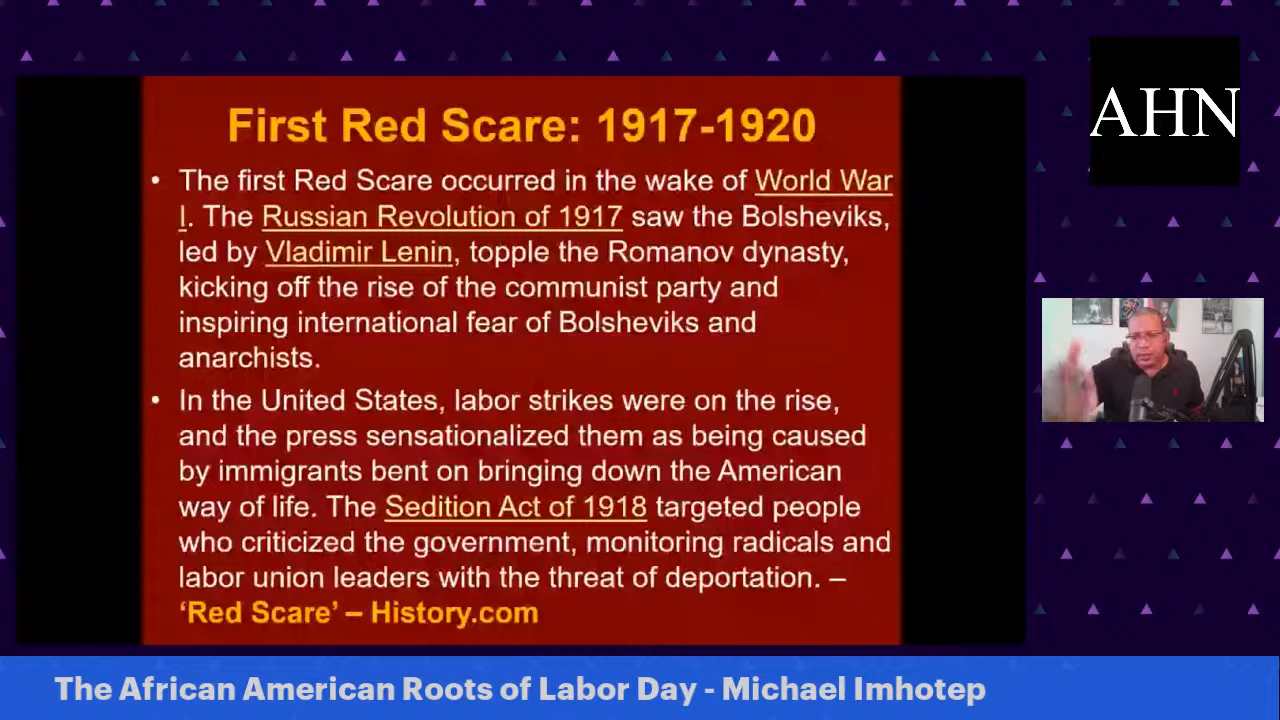 First Red Scare: 1917-1920
AHN
• The first Red Scare occurred in the wake of World War
I. The Russian Revolution of 1917 saw the Bolsheviks,
led by Vladimir Lenin, topple the Romanov dynasty,
kicking off the rise of the communist party and
inspiring international fear of Bolsheviks and
anarchists.
• In the United States, labor strikes were on the rise,
and the press sensationalized them as being caused
by immigrants bent on bringing down the American
way of life. The Sedition Act of 1918 targeted people
who criticized the government, monitoring radicals and
labor union leaders with the threat of deportation. –
‘Red Scare’ – History.com
The African American Roots of Labor Day - Michael Imhotep